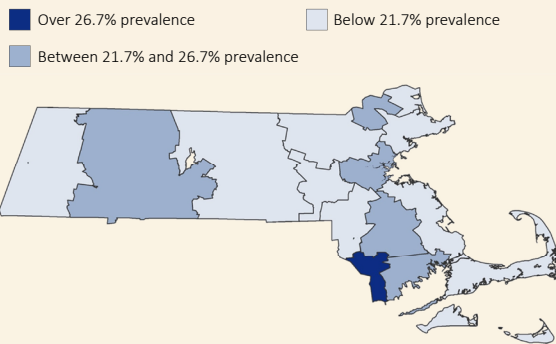 Over 26.7% prevalence
Below 21.7% prevalence
Between 21.7% and 26.7% prevalence